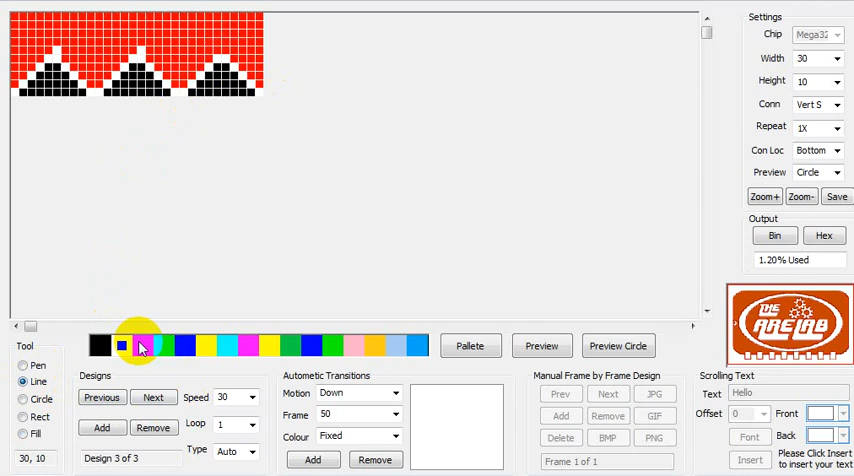 Settings
Chip Mega32
Width 30
Height 10
Conn Vert S
Repeat 1X
Con Loc Bottom
Preview Circle
Zoom+ Zoom- Save
Output
Bin Hex
1.20% Used
THE
ARE LAB
Pallete Preview Preview Circle
Tool
Pen
Line
Circle
Rect
Fill
30, 10
Designs
Previous Next Speed 30
Add Remove Loop 1
Design 3 of 3 Type Auto
Autometic Transitions
Motion Down
Frame 50
Colour Fixed
Add Remove
Manual Frame by Frame Design
Prev Next JPG
Add Remove GIF
Delete BMP PNG
Frame 1 of 1
Scrolling Text
Text Hello
Offset 0 Front
Font Back
Insert Please Click Insert
to insert your text